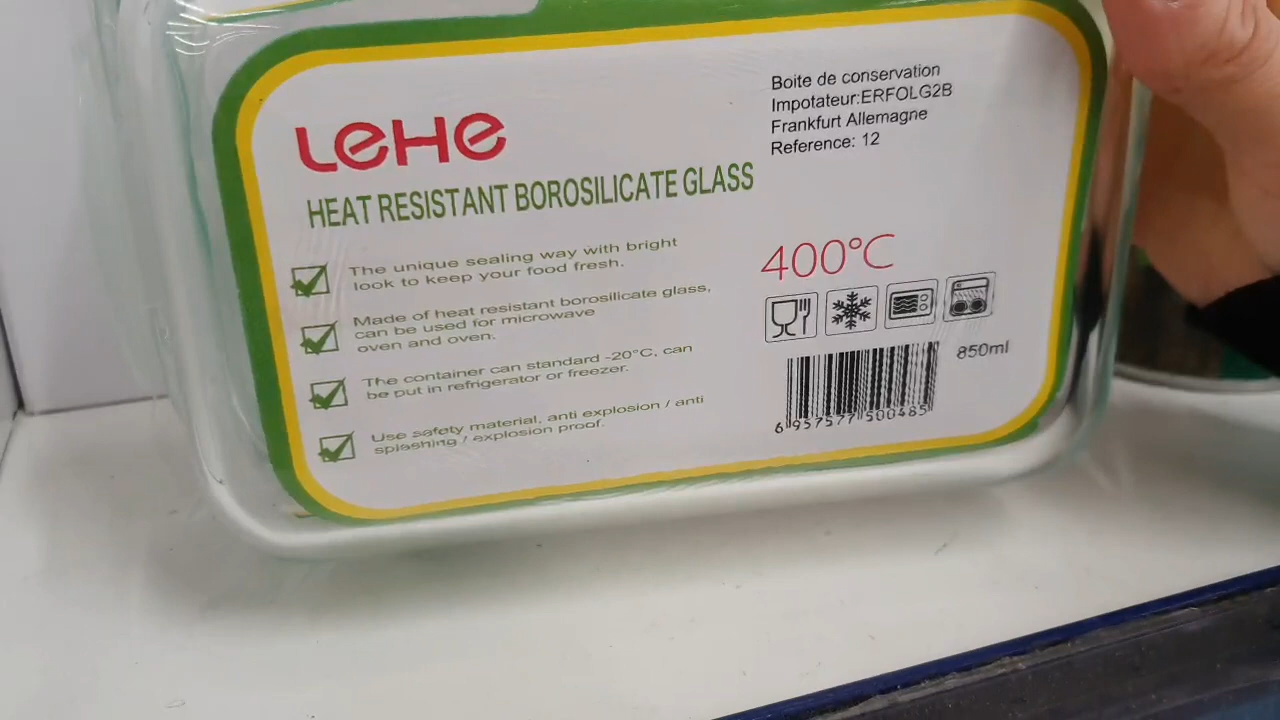 LEHE
HEAT RESISTANT BOROSILICATE GLASS
The unique sealing way with bright
look to keep your food fresh.
Made of heat resistant borosilicate glass,
can be used for microwave
oven and oven.
The container can standard -20°C, can
be put in refrigerator or freezer.
Use safety material, anti explosion / anti
splashing / explosion proof.
Boite de conservation
Impotateur:ERFOLG2B
Frankfurt Allemagne
Reference: 12
400°C
850ml
6 957577 500485